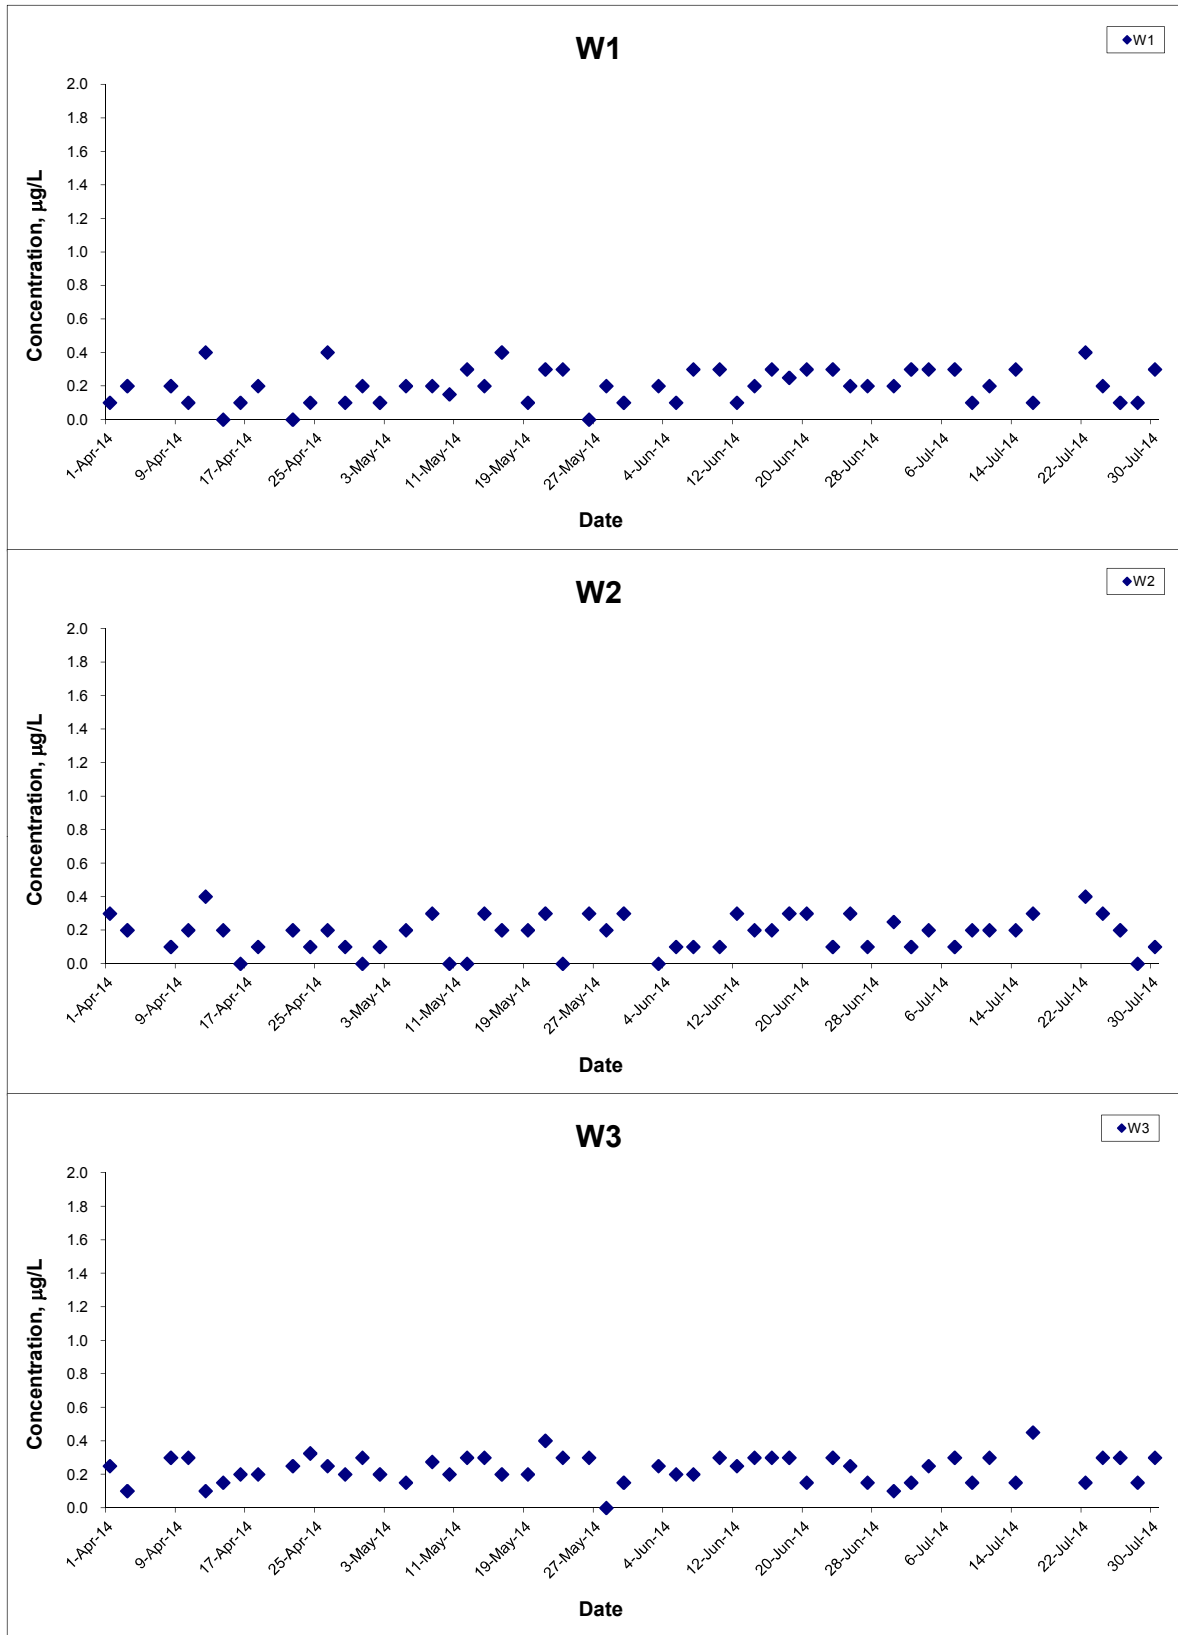 W1
W1
2.0
1.8
1.6
1.4
1.2
1.0
0.8
0.6
0.4
0.2
0.0
Concentration, µg/L
1-Apr-14
9-Apr-14
17-Apr-14
25-Apr-14
3-May-14
11-May-14
19-May-14
27-May-14
4-Jun-14
12-Jun-14
20-Jun-14
28-Jun-14
6-Jul-14
14-Jul-14
22-Jul-14
30-Jul-14
Date
W2
W2
2.0
1.8
1.6
1.4
1.2
1.0
0.8
0.6
0.4
0.2
0.0
Concentration, µg/L
1-Apr-14
9-Apr-14
17-Apr-14
25-Apr-14
3-May-14
11-May-14
19-May-14
27-May-14
4-Jun-14
12-Jun-14
20-Jun-14
28-Jun-14
6-Jul-14
14-Jul-14
22-Jul-14
30-Jul-14
Date
W3
W3
2.0
1.8
1.6
1.4
1.2
1.0
0.8
0.6
0.4
0.2
0.0
Concentration, µg/L
1-Apr-14
9-Apr-14
17-Apr-14
25-Apr-14
3-May-14
11-May-14
19-May-14
27-May-14
4-Jun-14
12-Jun-14
20-Jun-14
28-Jun-14
6-Jul-14
14-Jul-14
22-Jul-14
30-Jul-14
Date